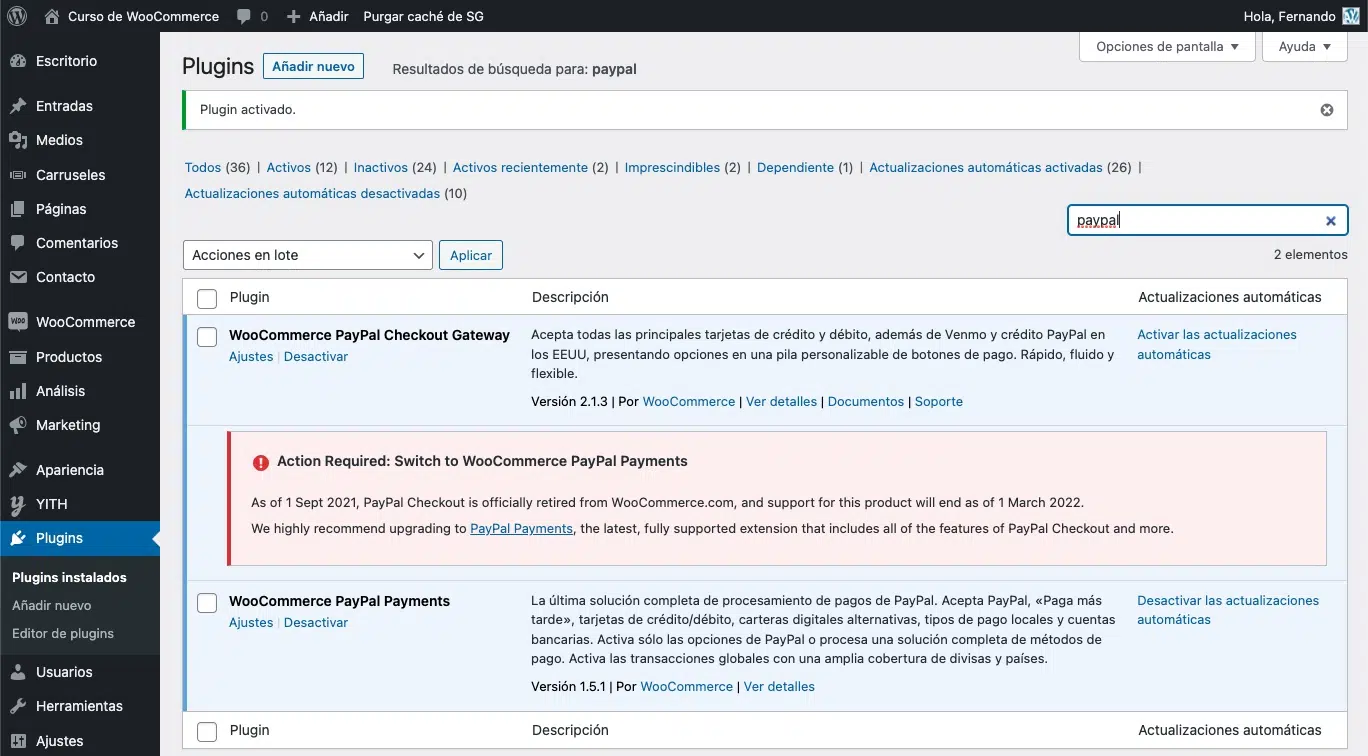 Curso de WooCommerce 0 Añadir Purgar caché de SG Hola, Fernando
Opciones de pantalla Ayuda
Escritorio
Entradas
Medios
Carruseles
Páginas
Comentarios
Contacto
WOO WooCommerce
Productos
Análisis
Marketing
Apariencia
YITH
Plugins
Plugins instalados
Añadir nuevo
Editor de plugins
Usuarios
Herramientas
Ajustes
Plugins Añadir nuevo Resultados de búsqueda para: paypal
Plugin activado.
Todos (36) | Activos (12) | Inactivos (24) | Activos recientemente (2) | Imprescindibles (2) | Dependiente (1) | Actualizaciones automáticas activadas (26) |
Actualizaciones automáticas desactivadas (10)
paypal
Acciones en lote Aplicar 2 elementos
Plugin Descripción Actualizaciones automáticas
WooCommerce PayPal Checkout Gateway
Ajustes | Desactivar
Acepta todas las principales tarjetas de crédito y débito, además de Venmo y crédito PayPal en
los EEUU, presentando opciones en una pila personalizable de botones de pago. Rápido, fluido y
flexible.
Versión 2.1.3 | Por WooCommerce | Ver detalles | Documentos | Soporte
Activar las actualizaciones
automáticas
Action Required: Switch to WooCommerce PayPal Payments
As of 1 Sept 2021, PayPal Checkout is officially retired from WooCommerce.com, and support for this product will end as of 1 March 2022.
We highly recommend upgrading to PayPal Payments, the latest, fully supported extension that includes all of the features of PayPal Checkout and more.
WooCommerce PayPal Payments
Ajustes | Desactivar
La última solución completa de procesamiento de pagos de PayPal. Acepta PayPal, «Paga más
tarde», tarjetas de crédito/débito, carteras digitales alternativas, tipos de pago locales y cuentas
bancarias. Activa sólo las opciones de PayPal o procesa una solución completa de métodos de
pago. Activa las transacciones globales con una amplia cobertura de divisas y países.
Versión 1.5.1 | Por WooCommerce | Ver detalles
Desactivar las actualizaciones
automáticas
Plugin Descripción Actualizaciones automáticas